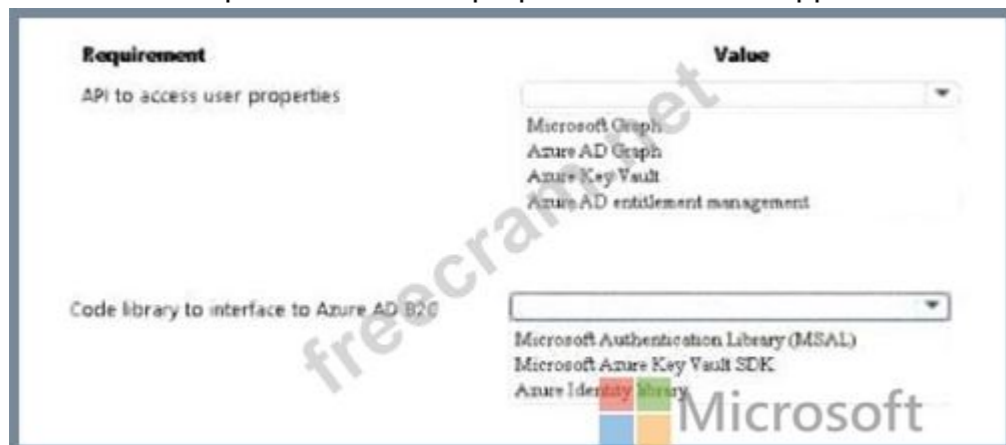 Requirement Value
API to access user properties
Microsoft Graph
Azure AD Graph
Azure Key Vault
Azure AD entitlement management
Code library to interface to Azure AD B2C
Microsoft Authentication Library (MSAL)
Microsoft Azure Key Vault SDK
Azure Identity library
freecram.net
Microsoft